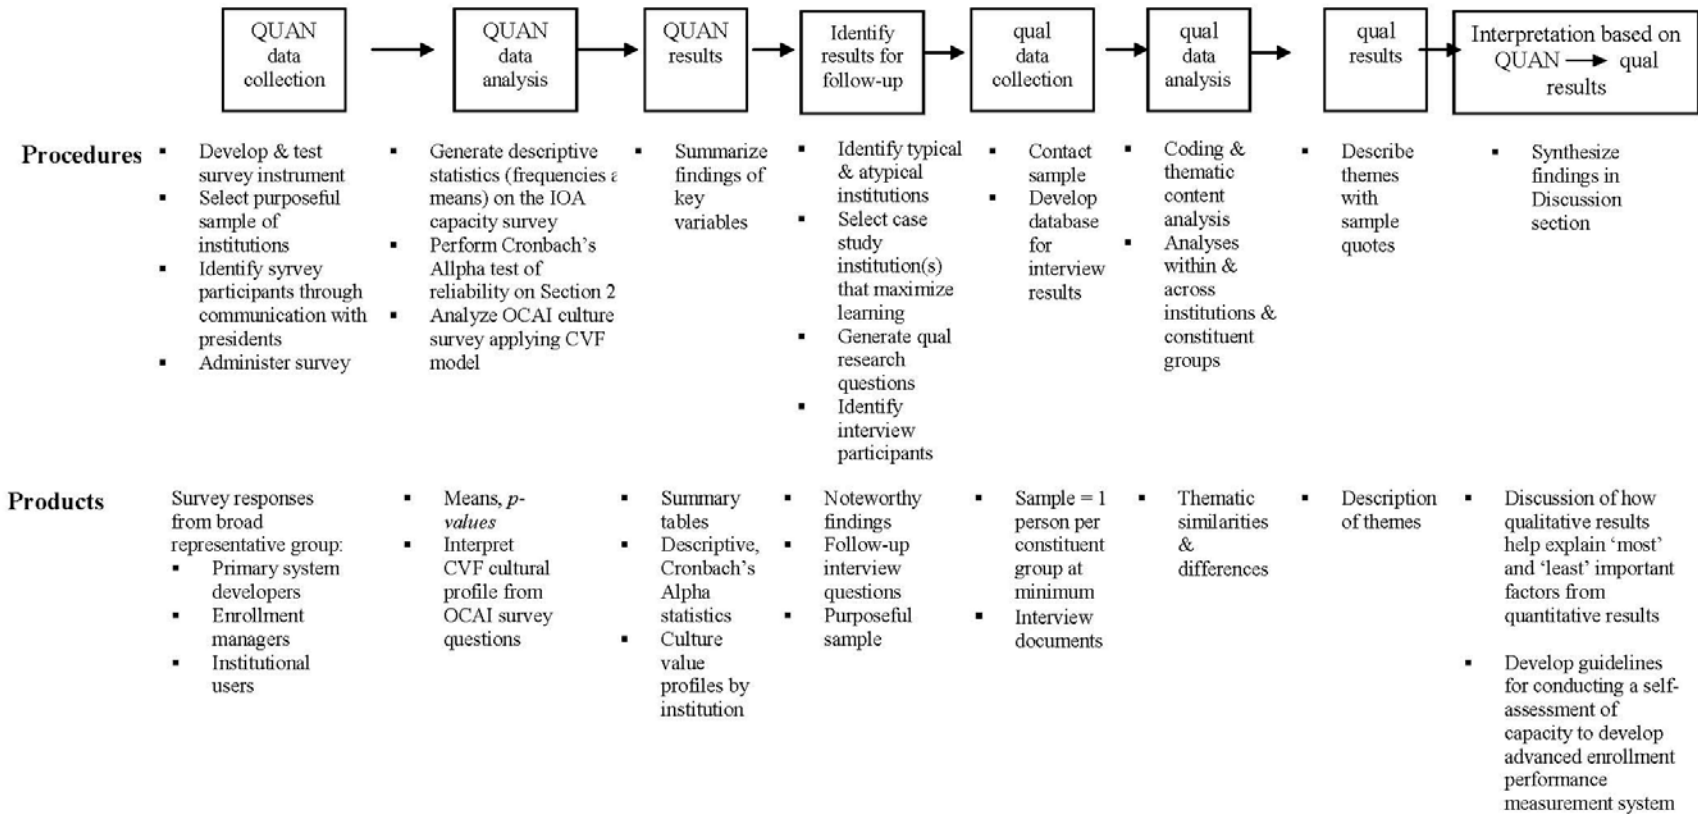 QUAN
data
collection
QUAN
data
analysis
QUAN
results
Identify
results for
follow-up
qual
data
collection
qual
data
analysis
qual
results
Interpretation based on
QUAN → qual
results
Procedures
▪ Develop & test
survey instrument
▪ Select purposeful
sample of
institutions
▪ Identify syrvey
participants through
communication with
presidents
▪ Administer survey
▪ Generate descriptive
statistics (frequencies a
means) on the IOA
capacity survey
▪ Perform Cronbach's
Allpha test of
reliability on Section 2
▪ Analyze OCAI culture
survey applying CVF
model
▪ Summarize
findings of
key
variables
▪ Identify typical
& atypical
institutions
▪ Select case
study
institution(s)
that maximize
learning
▪ Generate qual
research
questions
▪ Identify
interview
participants
▪ Contact
sample
▪ Develop
database
for
interview
results
▪ Coding &
thematic
content
analysis
▪ Analyses
within &
across
institutions &
constituent
groups
▪ Describe
themes
with
sample
quotes
▪ Synthesize
findings in
Discussion
section
Products
Survey responses
from broad
representative group:
▪ Primary system
developers
▪ Enrollment
managers
▪ Institutional
users
▪ Means, p-
values
▪ Interpret
CVF cultural
profile from
OCAI survey
questions
▪ Summary
tables
▪ Descriptive,
Cronbach's
Alpha
statistics
▪ Culture
value
profiles by
institution
▪ Noteworthy
findings
▪ Follow-up
interview
questions
▪ Purposeful
sample
▪ Sample = 1
person per
constituent
group at
minimum
▪ Interview
documents
▪ Thematic
similarities
&
differences
▪ Description
of themes
▪ Discussion of how
qualitative results
help explain 'most'
and 'least' important
factors from
quantitative results
▪ Develop guidelines
for conducting a self-
assessment of
capacity to develop
advanced enrollment
performance
measurement system